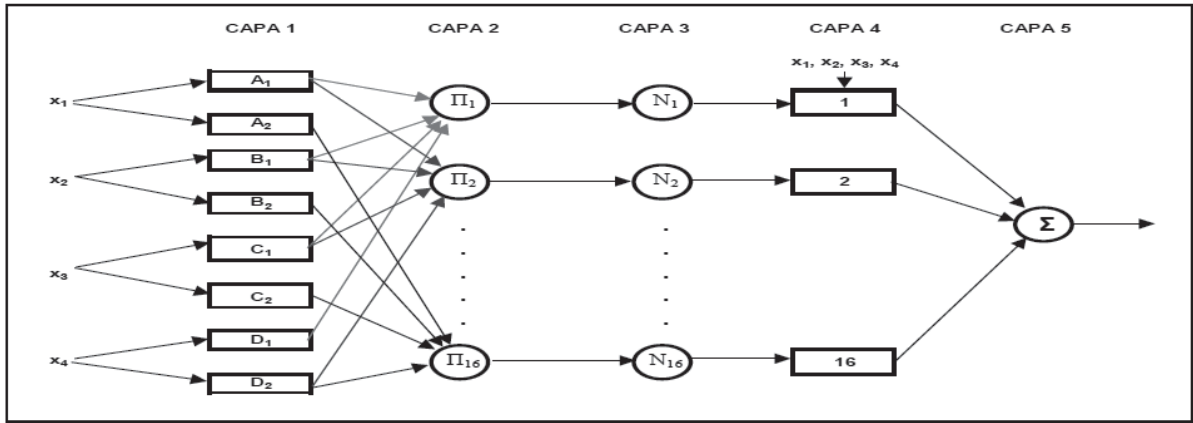 CAPA 1 CAPA 2 CAPA 3 CAPA 4 CAPA 5
x₁, x₂, x₃, x₄
x₁
x₂
x₃
x₄
A₁
A₂
B₁
B₂
C₁
C₂
D₁
D₂
Π₁
Π₂
Π₁₆
N₁
N₂
N₁₆
1
2
16
Σ